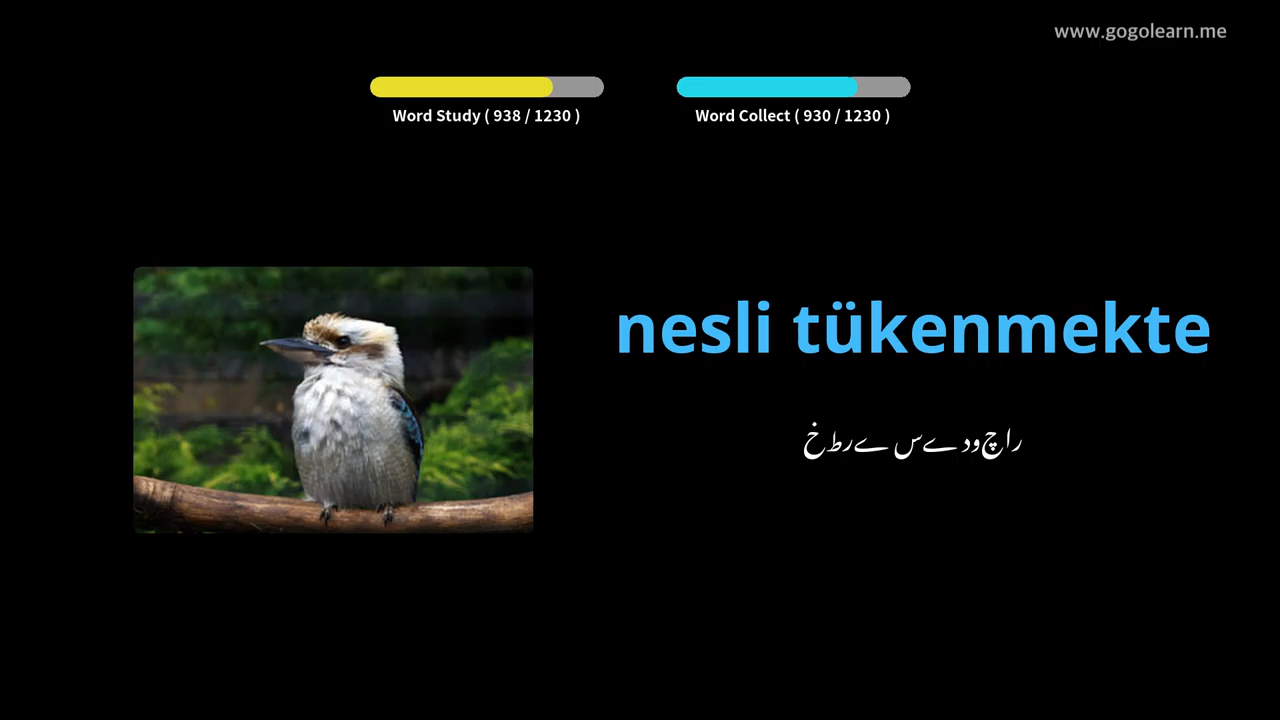 www.gogolearn.me
Word Study ( 938 / 1230 )
Word Collect ( 930 / 1230 )
nesli tükenmekte
خطرے سے دوچار